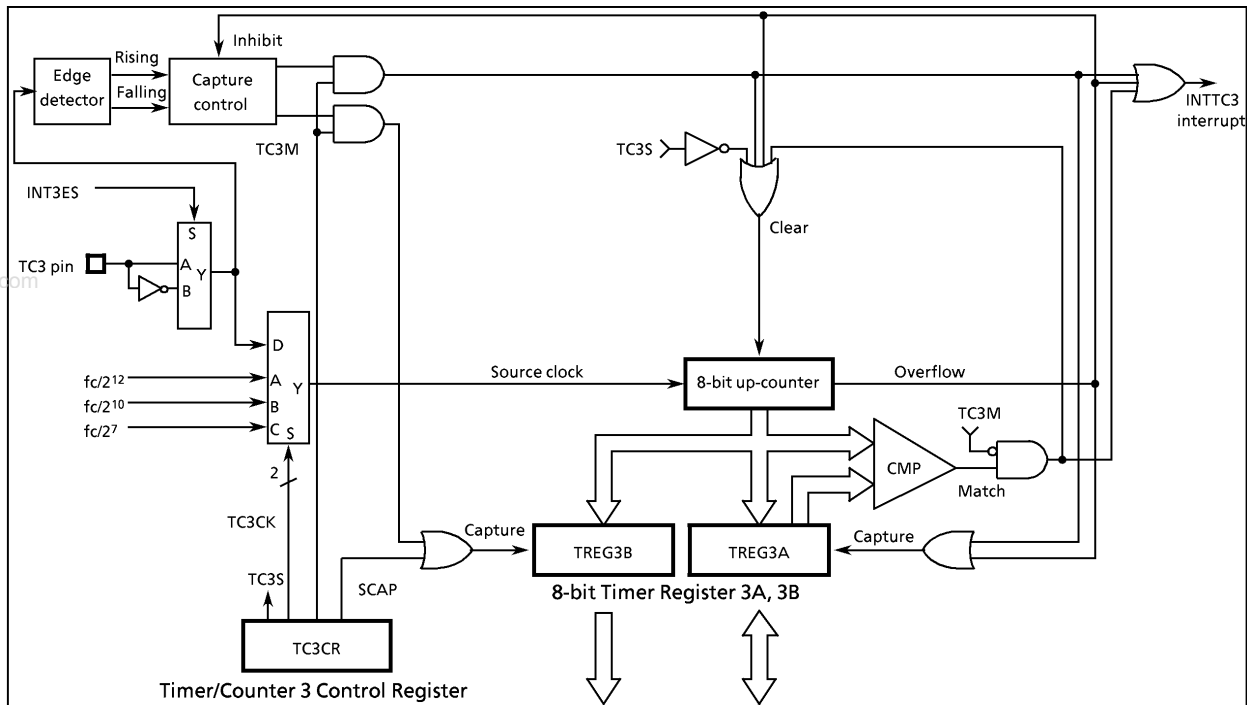 Inhibit
Rising
Edge detector
Falling
Capture control
INTTC3 interrupt
TC3M
TC3S
INT3ES
S
Clear
TC3 pin
A
Y
B
com
D
fc/2¹²
A
Y
Source clock
8-bit up-counter
Overflow
fc/2¹⁰
B
fc/2⁷
C S
TC3M
2
CMP
Match
TC3CK
Capture
TREG3B
TREG3A
Capture
TC3S
SCAP
8-bit Timer Register 3A, 3B
TC3CR
Timer/Counter 3 Control Register